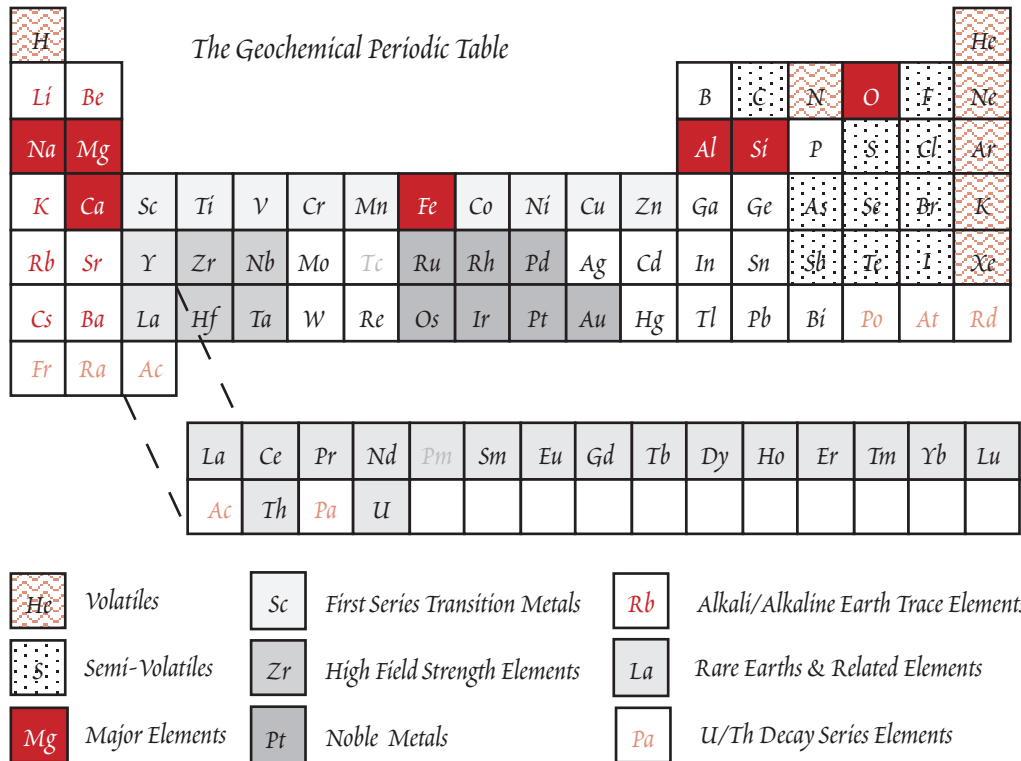 The Geochemical Periodic Table
H He
Li Be B C N O F Ne
Na Mg Al Si P S Cl Ar
K Ca Sc Ti V Cr Mn Fe Co Ni Cu Zn Ga Ge As Se Br K
Rb Sr Y Zr Nb Mo Tc Ru Rh Pd Ag Cd In Sn Sb Te I Xe
Cs Ba La Hf Ta W Re Os Ir Pt Au Hg Tl Pb Bi Po At Rd
Fr Ra Ac
La Ce Pr Nd Pm Sm Eu Gd Tb Dy Ho Er Tm Yb Lu
Ac Th Pa U
He Volatiles Sc First Series Transition Metals Rb Alkali/Alkaline Earth Trace Element
S Semi-Volatiles Zr High Field Strength Elements La Rare Earths & Related Elements
Mg Major Elements Pt Noble Metals Pa U/Th Decay Series Elements